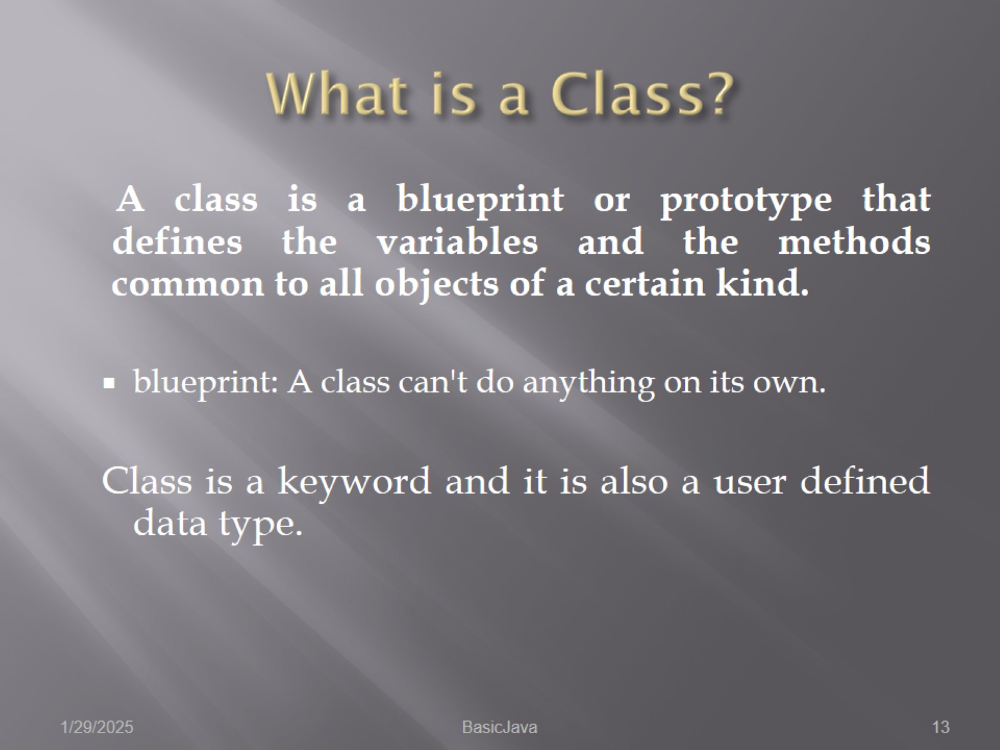 What is a Class?
A class is a blueprint or prototype that
defines the variables and the methods
common to all objects of a certain kind.
▪ blueprint: A class can't do anything on its own.
Class is a keyword and it is also a user defined
data type.
1/29/2025 BasicJava 13